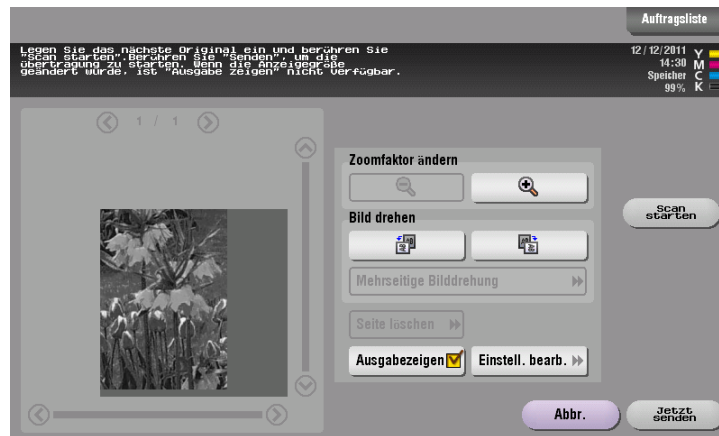 Auftragsliste
Legen Sie das nächste Original ein und berühren Sie
"Scan starten".Berühren Sie "Senden", um die
übertragung zu starten. Wenn die Anzeigegröße
geändert wurde, ist "Ausgabe zeigen" nicht verfügbar.
12/12/2011
14:30
Speicher
99%
Y
M
C
K
1 / 1
Zoomfaktor ändern
Bild drehen
Mehrseitige Bilddrehung
Seite löschen
Ausgabezeigen
Einstell. bearb.
Scan
starten
Abbr.
Jetzt
senden